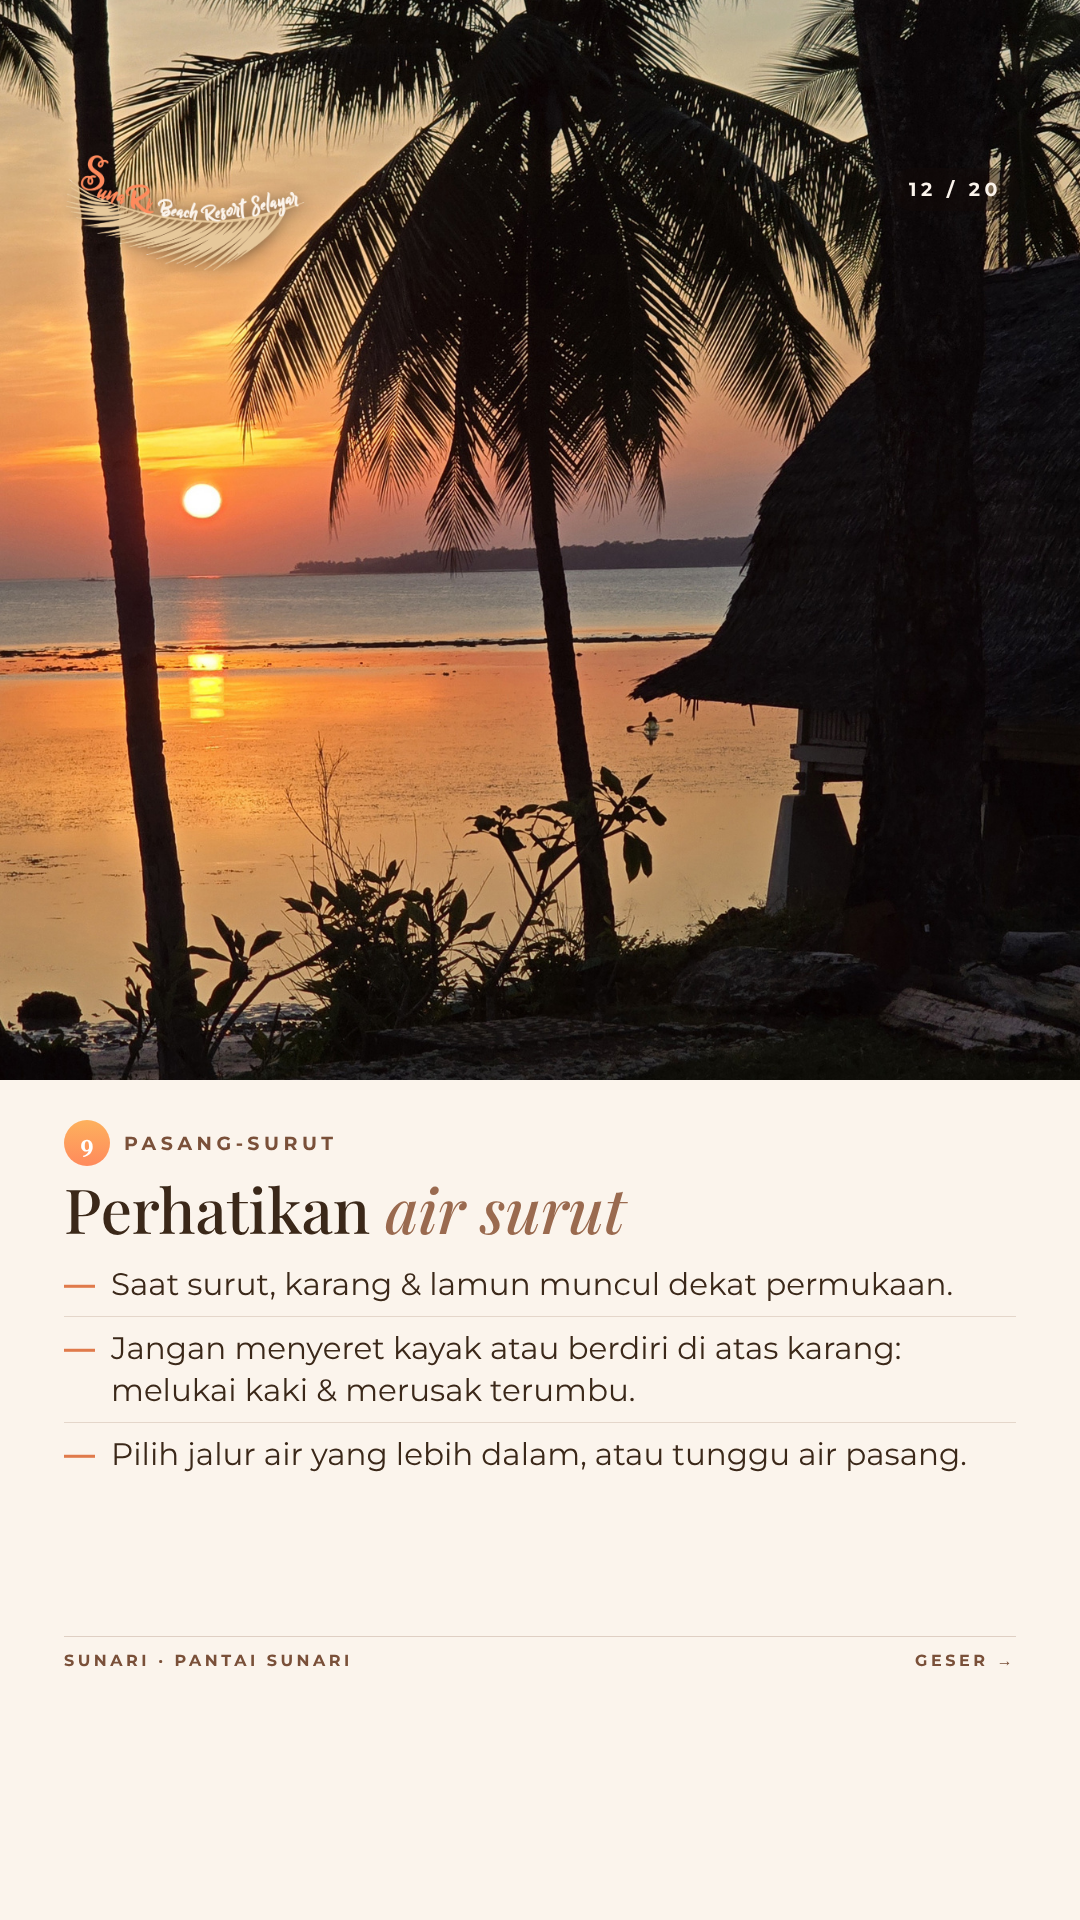 SunaRi Beach Resort Selayar
12 / 20
9 PASANG-SURUT
Perhatikan air surut
— Saat surut, karang & lamun muncul dekat permukaan.
— Jangan menyeret kayak atau berdiri di atas karang:
melukai kaki & merusak terumbu.
— Pilih jalur air yang lebih dalam, atau tunggu air pasang.
SUNARI · PANTAI SUNARI
GESER →